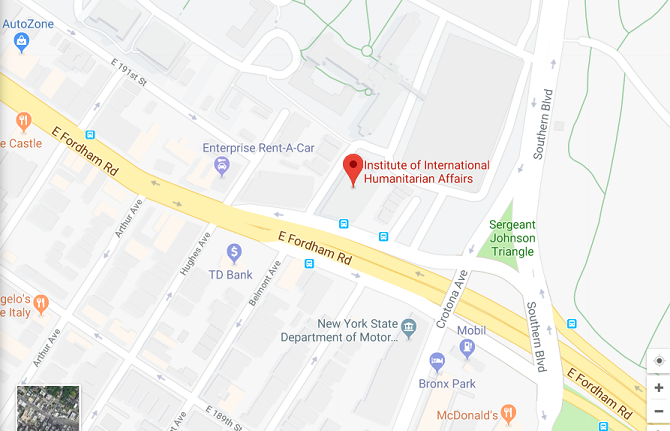 AutoZone
E 191st St
E Fordham Rd
e Castle
Enterprise Rent-A-Car
Institute of International
Humanitarian Affairs
Southern Blvd
Arthur Ave
Hughes Ave
TD Bank
Belmont Ave
E Fordham Rd
Sergeant
Johnson
Triangle
Crotona Ave
Southern Blvd
gelo's
e Italy
Arthur Ave
New York State
Department of Motor...
Mobil
Bronx Park
E Fordham Rd
E 189th St
McDonald's